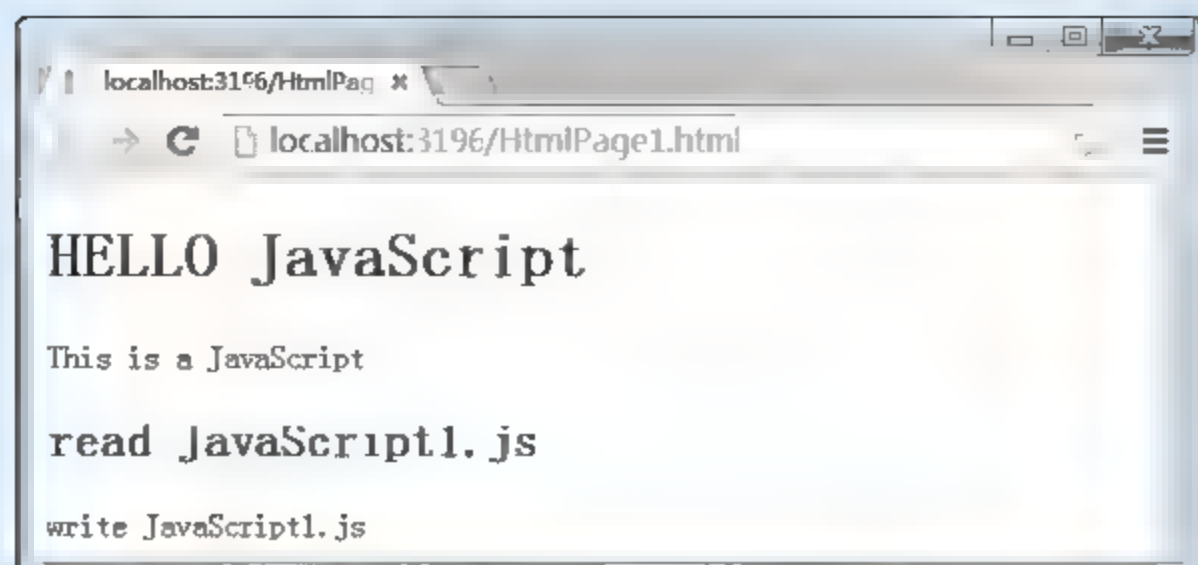 localhost:3196/HtmlPag
localhost:3196/HtmlPage1.html
HELLO JavaScript
This is a JavaScript
read JavaScript1.js
write JavaScript1.js